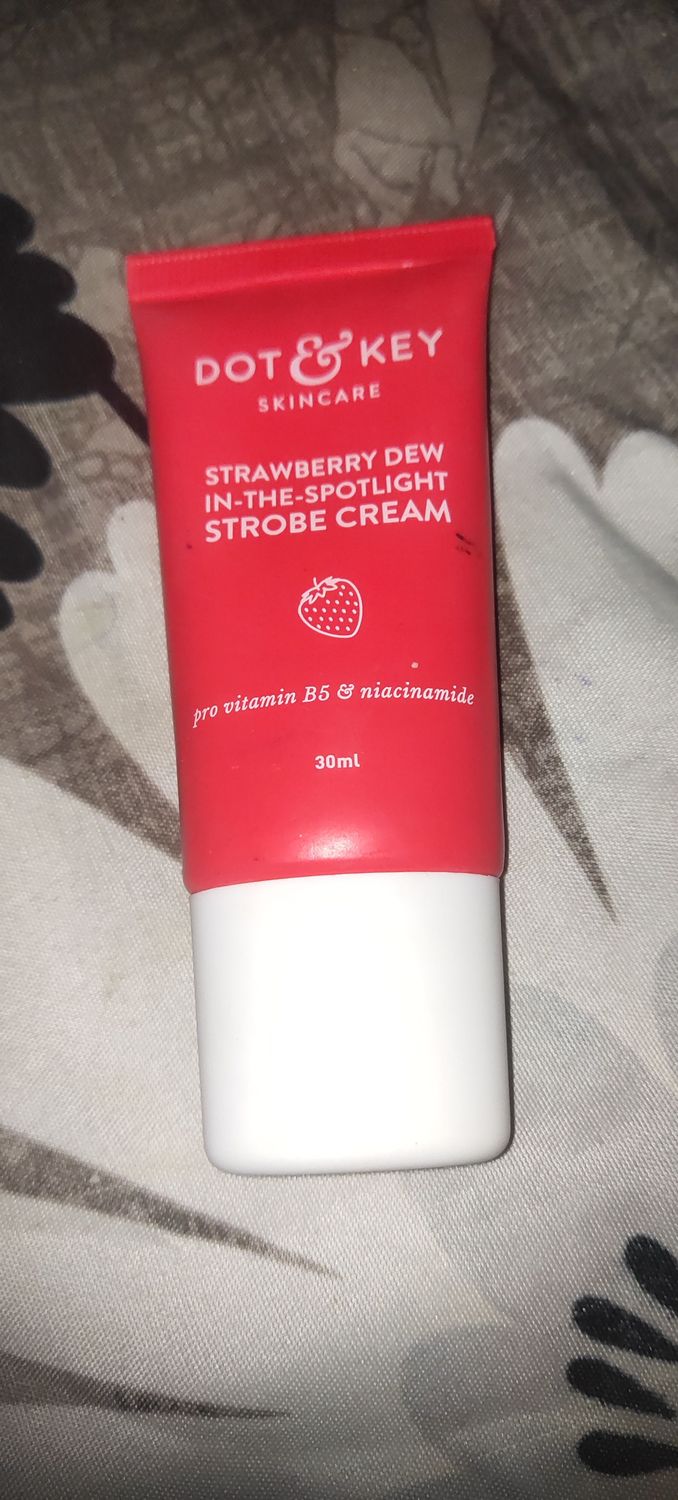 DOT & KEY
SKINCARE
STRAWBERRY DEW
IN-THE-SPOTLIGHT
STROBE CREAM
pro vitamin B5 & niacinamide
30ml